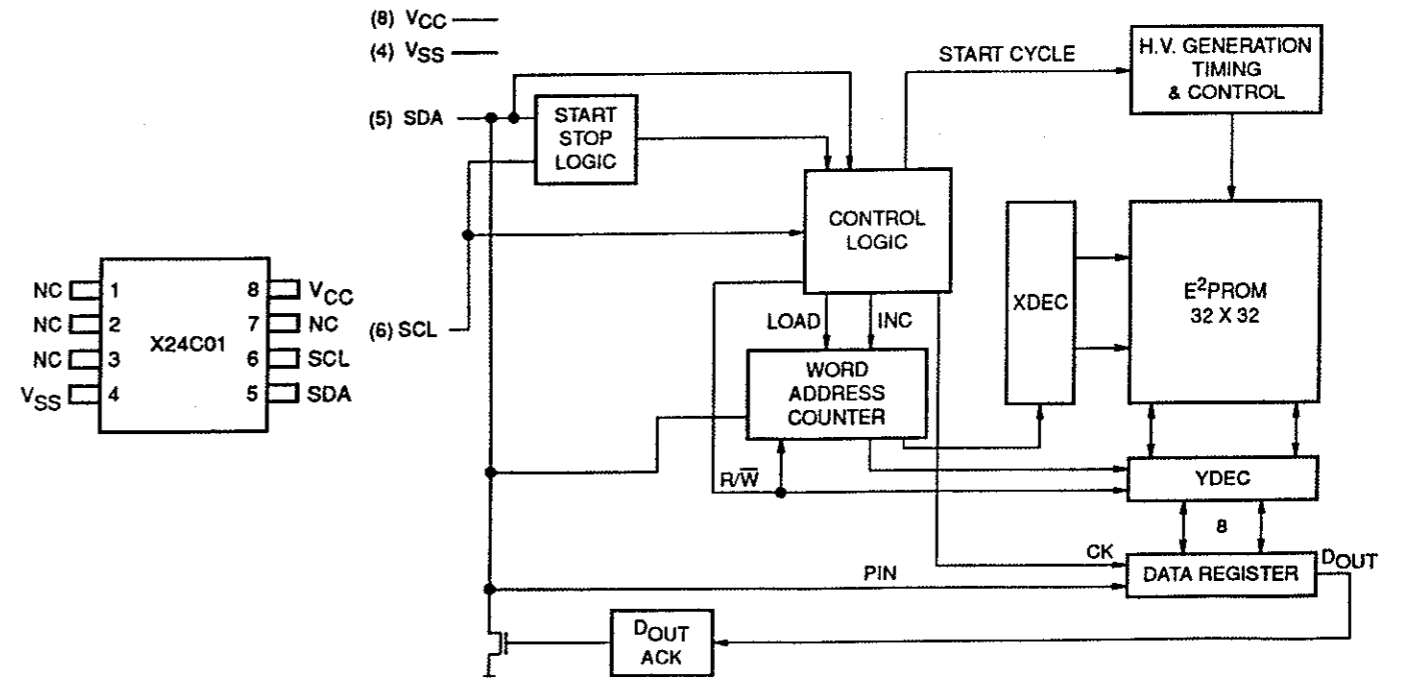 (8) VCC
(4) VSS
(5) SDA
START
STOP
LOGIC
START CYCLE
H.V. GENERATION
TIMING
& CONTROL
CONTROL
LOGIC
(6) SCL
LOAD
INC
WORD
ADDRESS
COUNTER
XDEC
E²PROM
32 X 32
R/W̅
YDEC
8
CK
PIN
DATA REGISTER
DOUT
DOUT
ACK
NC 1
NC 2
NC 3
VSS 4
X24C01
8 VCC
7 NC
6 SCL
5 SDA